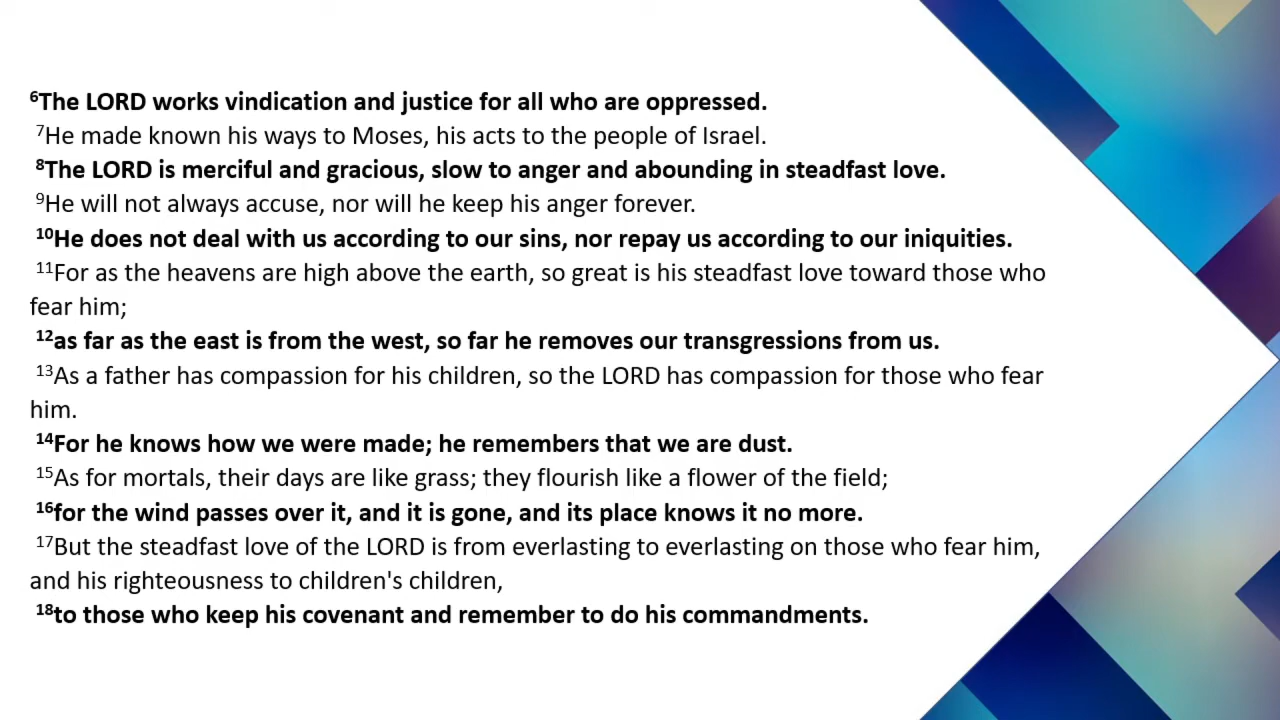 ⁶The LORD works vindication and justice for all who are oppressed.
⁷He made known his ways to Moses, his acts to the people of Israel.
⁸The LORD is merciful and gracious, slow to anger and abounding in steadfast love.
⁹He will not always accuse, nor will he keep his anger forever.
¹⁰He does not deal with us according to our sins, nor repay us according to our iniquities.
¹¹For as the heavens are high above the earth, so great is his steadfast love toward those who
fear him;
¹²as far as the east is from the west, so far he removes our transgressions from us.
¹³As a father has compassion for his children, so the LORD has compassion for those who fear
him.
¹⁴For he knows how we were made; he remembers that we are dust.
¹⁵As for mortals, their days are like grass; they flourish like a flower of the field;
¹⁶for the wind passes over it, and it is gone, and its place knows it no more.
¹⁷But the steadfast love of the LORD is from everlasting to everlasting on those who fear him,
and his righteousness to children's children,
¹⁸to those who keep his covenant and remember to do his commandments.